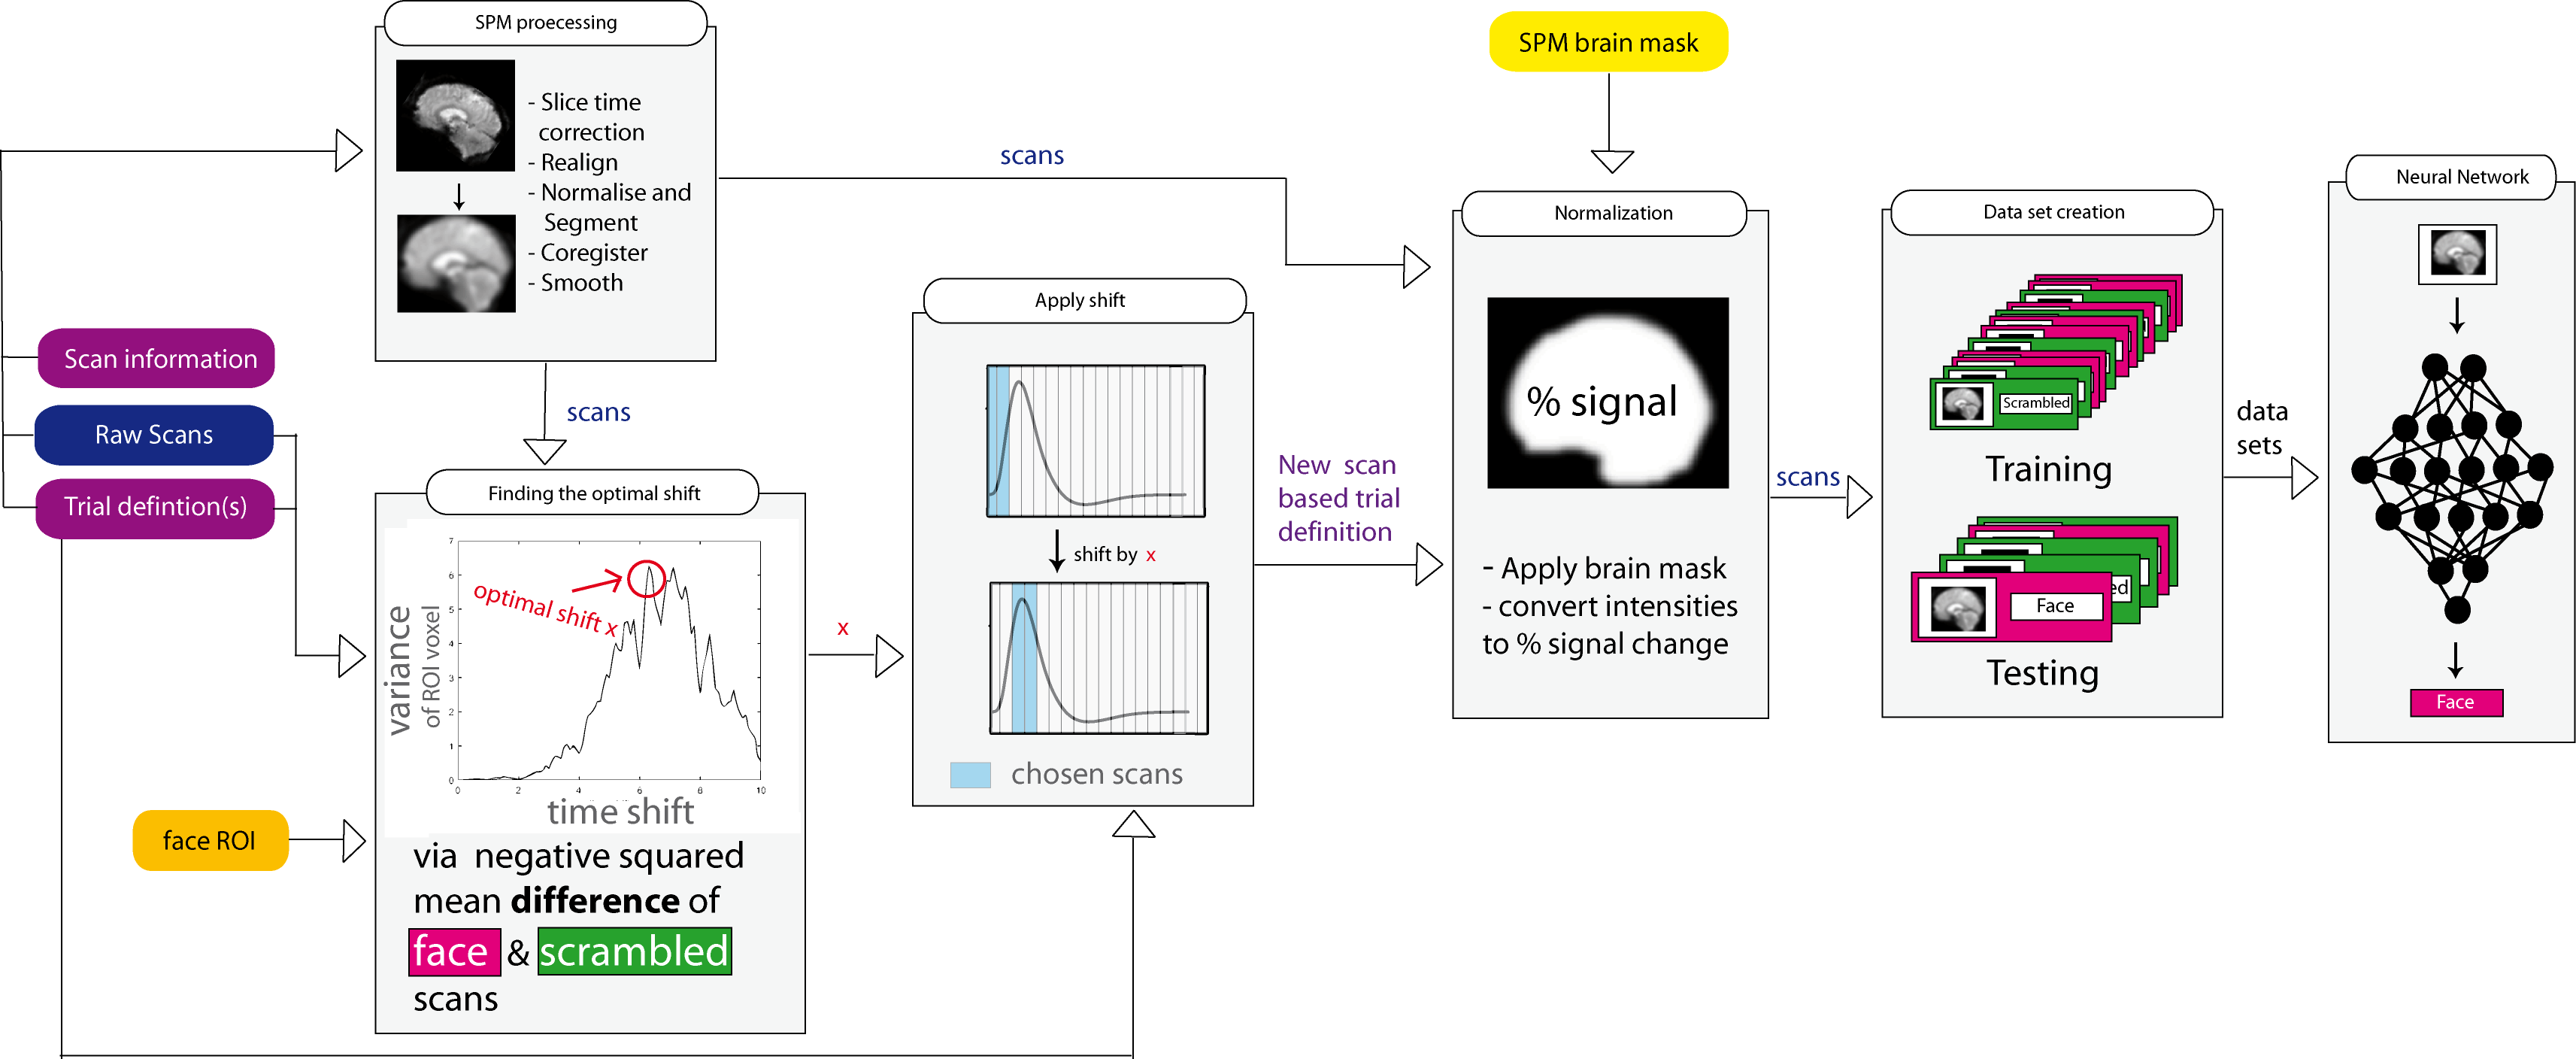 SPM proecessing
- Slice time
correction
- Realign
- Normalise and
Segment
- Coregister
- Smooth
SPM brain mask
scans
Scan information
Raw Scans
Trial defintion(s)
face ROI
scans
Finding the optimal shift
variance
of ROI voxel
optimal shift x
7
6
5
4
3
2
1
0
0 2 4 6 8 10
time shift
via negative squared
mean difference of
face & scrambled
scans
x
Apply shift
shift by x
chosen scans
New scan
based trial
definition
Normalization
% signal
- Apply brain mask
- convert intensities
to % signal change
scans
Data set creation
Scrambled
Training
ed
Face
Testing
data
sets
Neural Network
Face